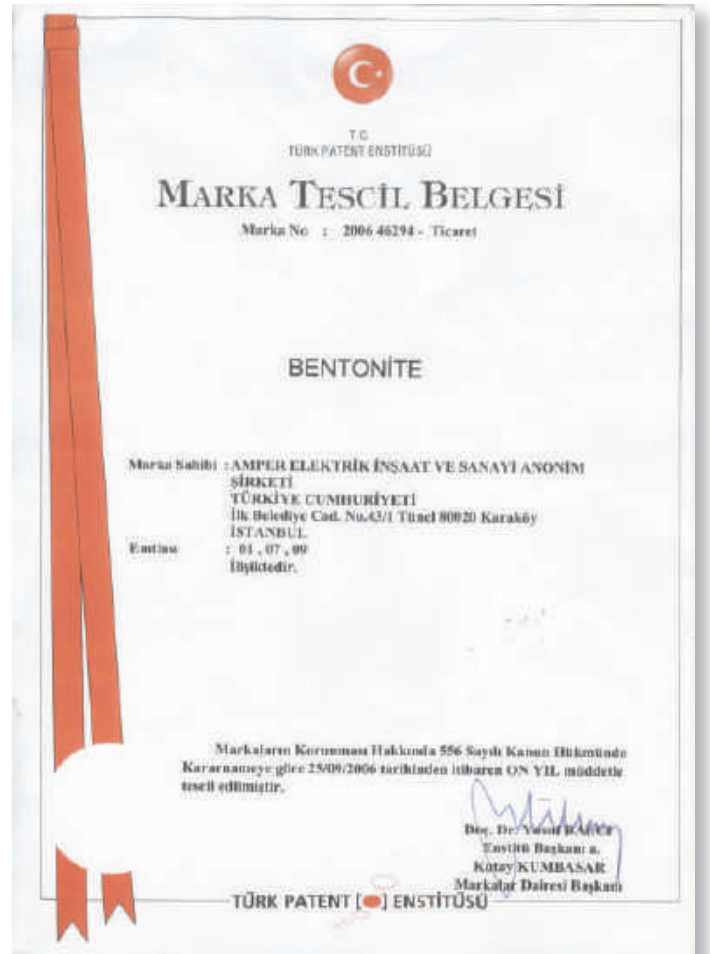 T.C.
TÜRK PATENT ENSTİTÜSÜ
MARKA TESCİL BELGESİ
Marka No : 2006 46294 - Ticaret
BENTONİTE
Marka Sahibi : AMPER ELEKTRİK İNŞAAT VE SANAYİ ANONİM
ŞİRKETİ
TÜRKİYE CUMHURİYETİ
İlk Belediye Cad. No.43/1 Tünel 80020 Karaköy
İSTANBUL
Emtiası : 01 , 07 , 09
İlişiktedir.
Markaların Korunması Hakkında 556 Sayılı Kanun Hükmünde
Kararnameye göre 25/09/2006 tarihinden itibaren ON YIL müddetle
tescil edilmiştir.
Doç. Dr. Yusuf
Enstitü Başkanı a.
Kutay KUMBASAR
Markalar Dairesi Başkanı
TÜRK PATENT [ ] ENSTİTÜSÜ